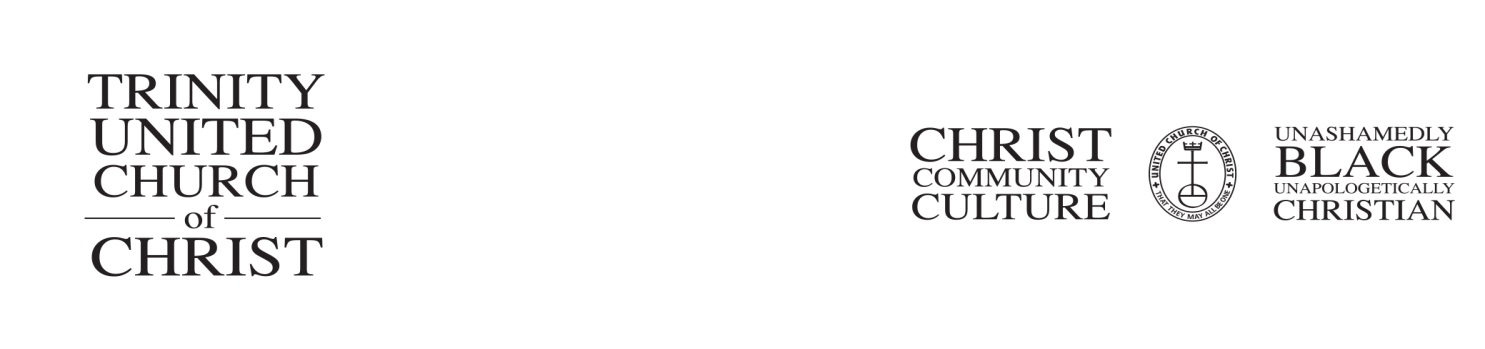 TRINITY
UNITED
CHURCH
of
CHRIST
CHRIST
COMMUNITY
CULTURE
UNITED CHURCH OF CHRIST
THAT THEY MAY ALL BE ONE
UNASHAMEDLY
BLACK
UNAPOLOGETICALLY
CHRISTIAN